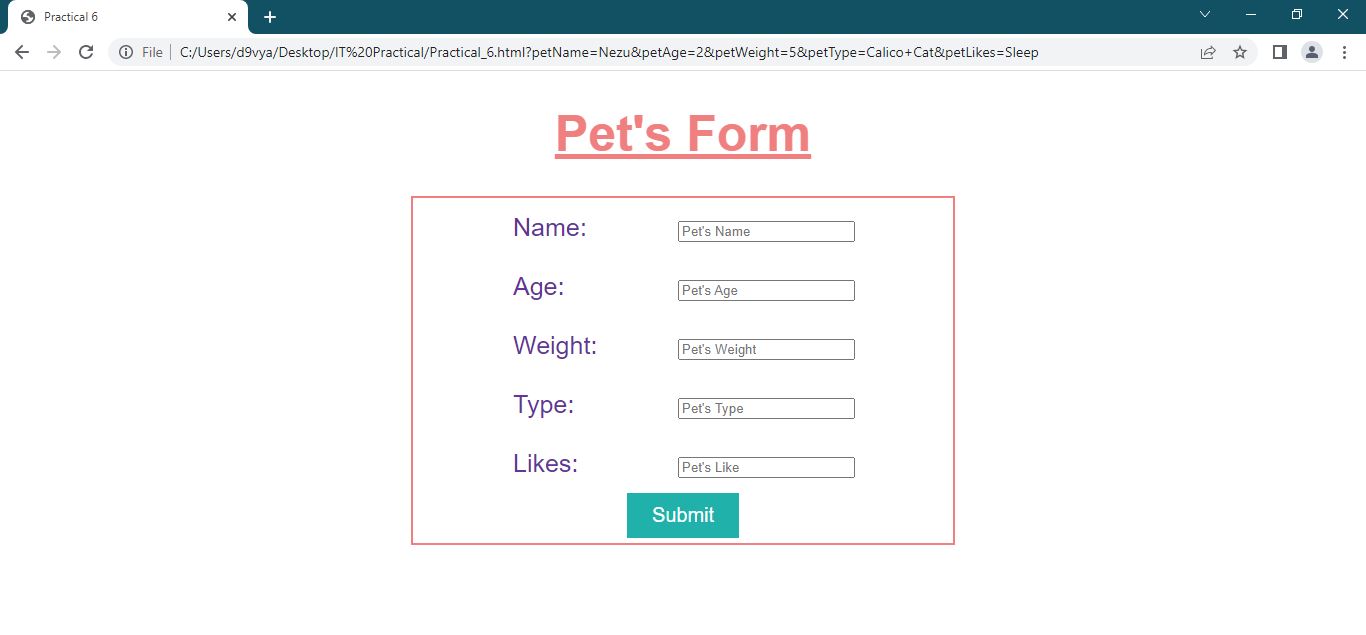 Practical 6
File C:/Users/d9vya/Desktop/IT%20Practical/Practical_6.html?petName=Nezu&petAge=2&petWeight=5&petType=Calico+Cat&petLikes=Sleep
Pet's Form
Name: Pet's Name
Age: Pet's Age
Weight: Pet's Weight
Type: Pet's Type
Likes: Pet's Like
Submit